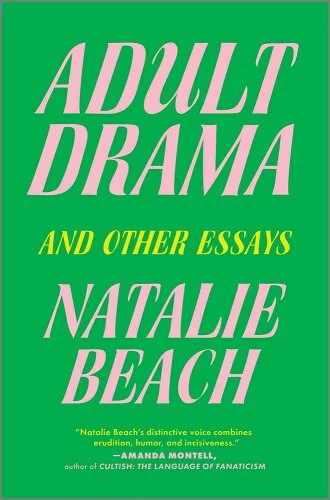 ADULT
DRAMA
AND OTHER ESSAYS
NATALIE
BEACH
“Natalie Beach’s distinctive voice combines
erudition, humor, and incisiveness.”
—AMANDA MONTELL,
author of CULTISH: THE LANGUAGE OF FANATICISM